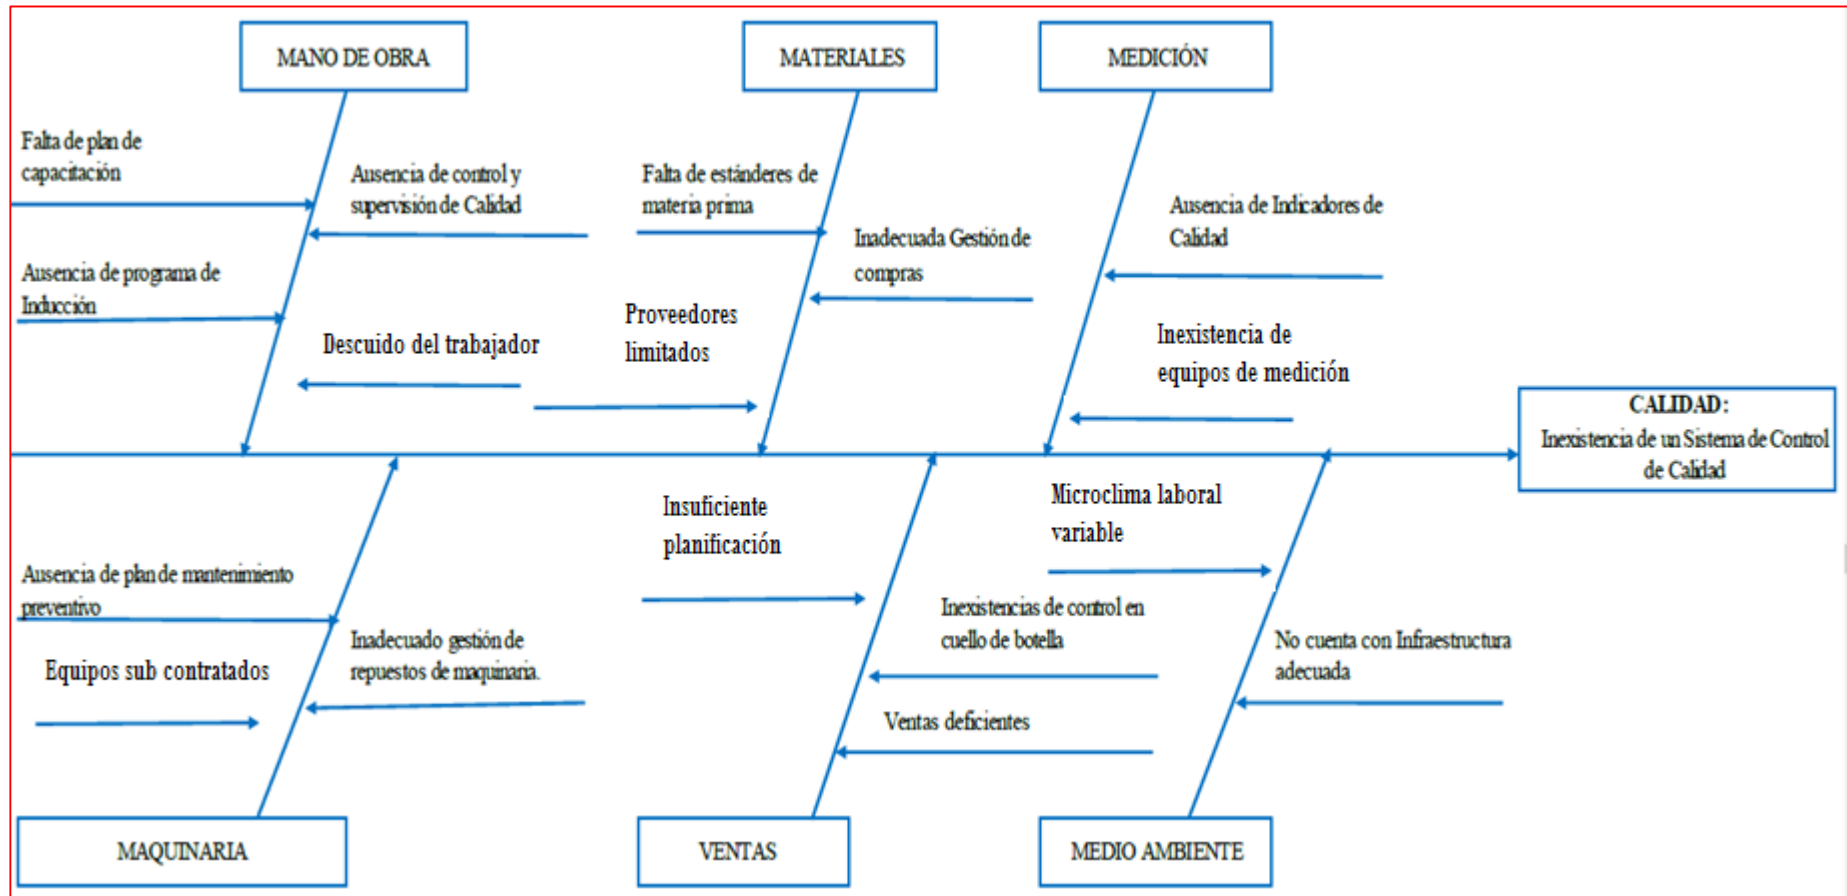 MANO DE OBRA
MATERIALES
MEDICIÓN
Falta de plan de
capacitación
Ausencia de control y
supervisión de Calidad
Falta de estánderes de
materia prima
Ausencia de Indicadores de
Calidad
Inadecuada Gestión de
compras
Ausencia de programa de
Inducción
Descuido del trabajador
Proveedores
limitados
Inexistencia de
equipos de medición
CALIDAD:
Inexistencia de un Sistema de Control
de Calidad
Insuficiente
planificación
Microclima laboral
variable
Ausencia de plan de mantenimiento
preventivo
Inexistencias de control en
cuello de botella
Inadecuado gestión de
repuestos de maquinaria.
No cuenta con Infraestructura
adecuada
Equipos sub contratados
Ventas deficientes
MAQUINARIA
VENTAS
MEDIO AMBIENTE